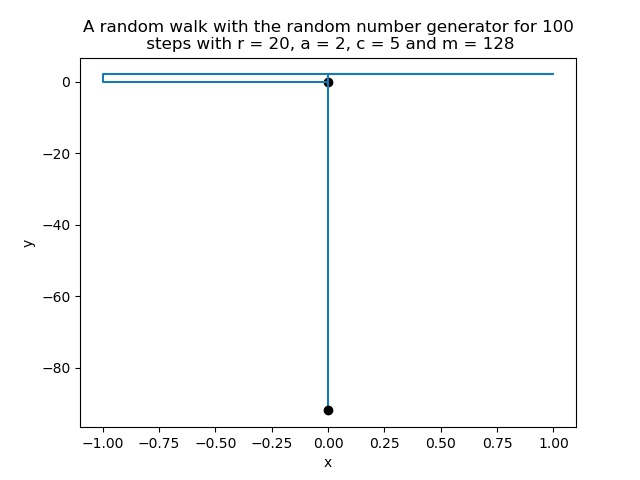 A random walk with the random number generator for 100
steps with r = 20, a = 2, c = 5 and m = 128
0
−20
−40
−60
−80
y
−1.00 −0.75 −0.50 −0.25 0.00 0.25 0.50 0.75 1.00
x